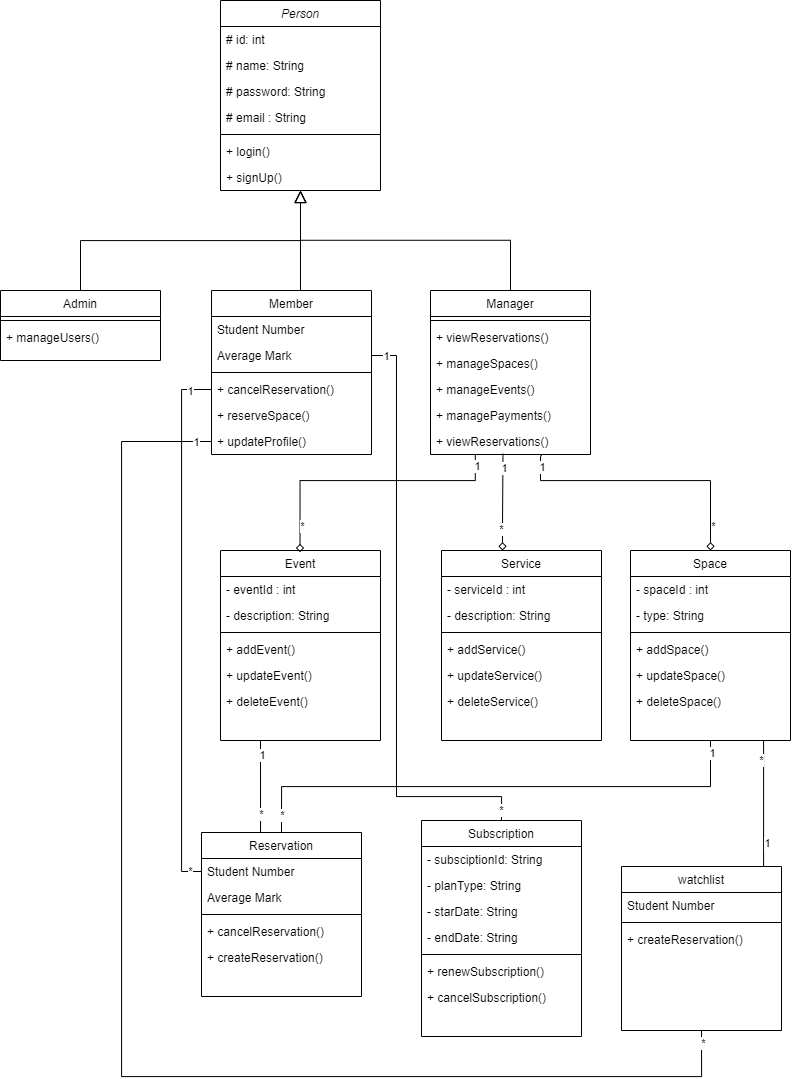 Person
# id: int
# name: String
# password: String
# email : String
+ login()
+ signUp()
Admin
+ manageUsers()
Member
Student Number
Average Mark
+ cancelReservation()
+ reserveSpace()
+ updateProfile()
Manager
+ viewReservations()
+ manageSpaces()
+ manageEvents()
+ managePayments()
+ viewReservations()
1
1
1
1
1
1
*
*
*
Event
- eventId : int
- description: String
+ addEvent()
+ updateEvent()
+ deleteEvent()
Service
- serviceId : int
- description: String
+ addService()
+ updateService()
+ deleteService()
Space
- spaceId : int
- type: String
+ addSpace()
+ updateSpace()
+ deleteSpace()
1
1
*
*
*
*
1
*
Reservation
Student Number
Average Mark
+ cancelReservation()
+ createReservation()
Subscription
- subsciptionId: String
- planType: String
- starDate: String
- endDate: String
+ renewSubscription()
+ cancelSubscription()
watchlist
Student Number
+ createReservation()
*